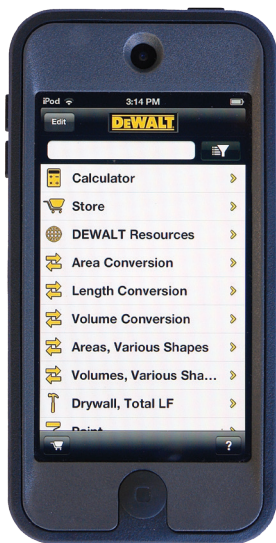 iPod 3:14 PM
Edit DEWALT
Calculator
Store
DEWALT Resources
Area Conversion
Length Conversion
Volume Conversion
Areas, Various Shapes
Volumes, Various Sha...
Drywall, Total LF
Paint
?